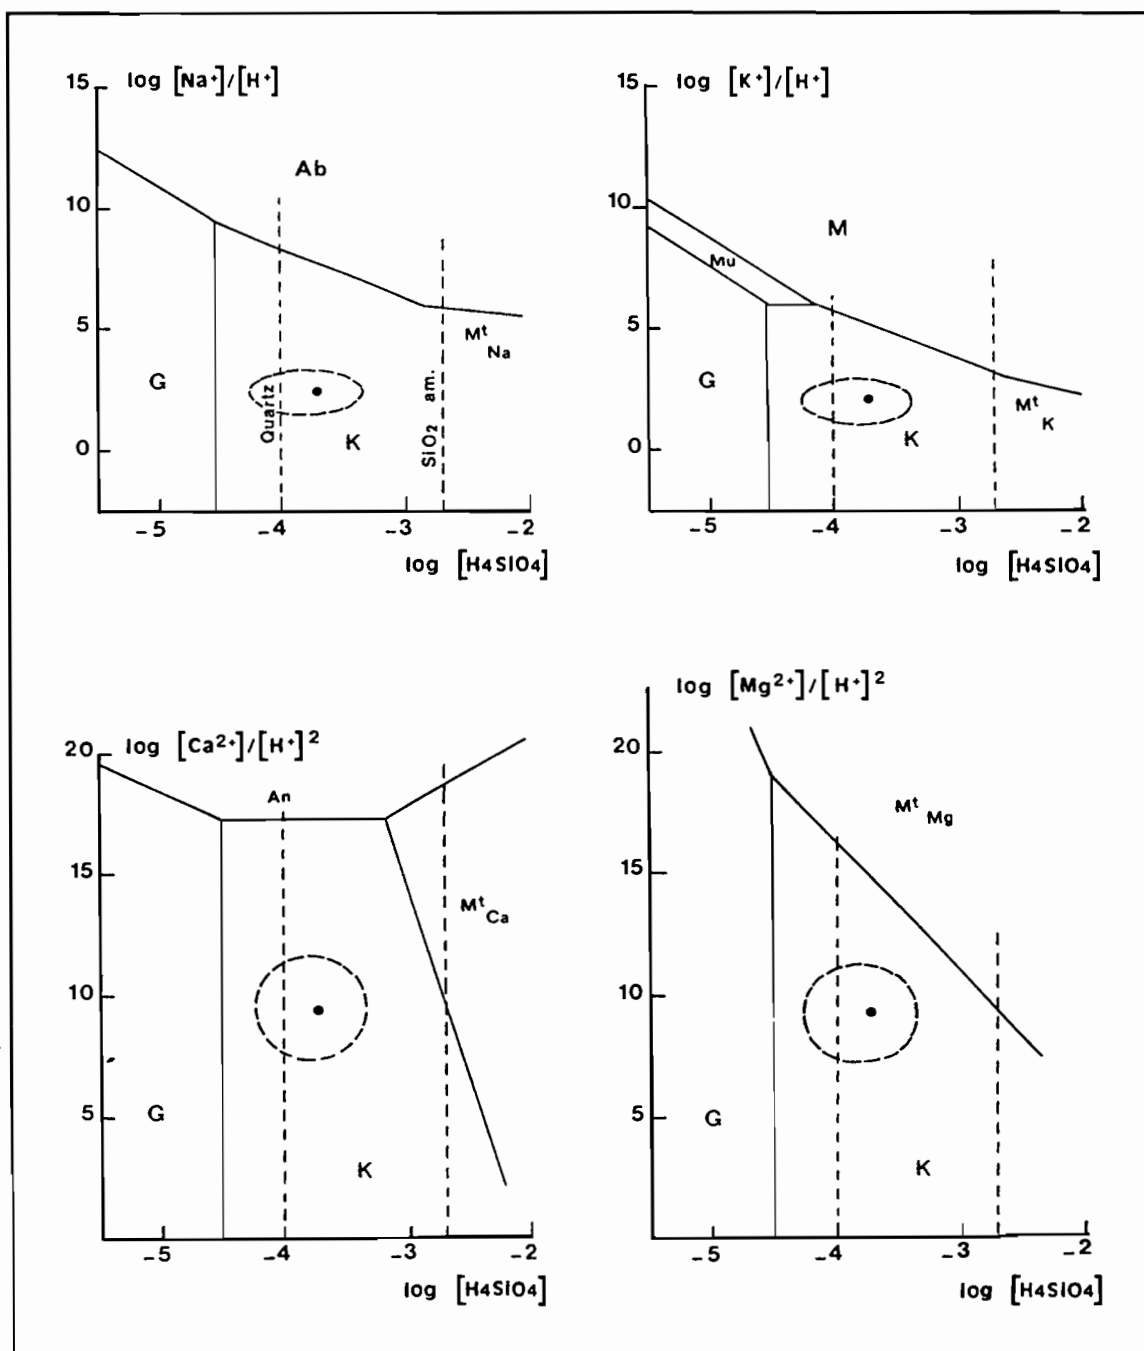 log [Na⁺]/[H⁺]
15
10
5
0
Ab
G
K
Mᵗ Na
Quartz
SiO₂ am.
-5 -4 -3 -2
log [H₄SiO₄]
log [K⁺]/[H⁺]
15
10
5
0
M
Mu
G
K
Mᵗ K
-5 -4 -3 -2
log [H₄SiO₄]
log [Ca²⁺]/[H⁺]²
20
15
10
5
An
Mᵗ Ca
G
K
-5 -4 -3 -2
log [H₄SiO₄]
log [Mg²⁺]/[H⁺]²
20
15
10
5
Mᵗ Mg
G
K
-5 -4 -3 -2
log [H₄SiO₄]